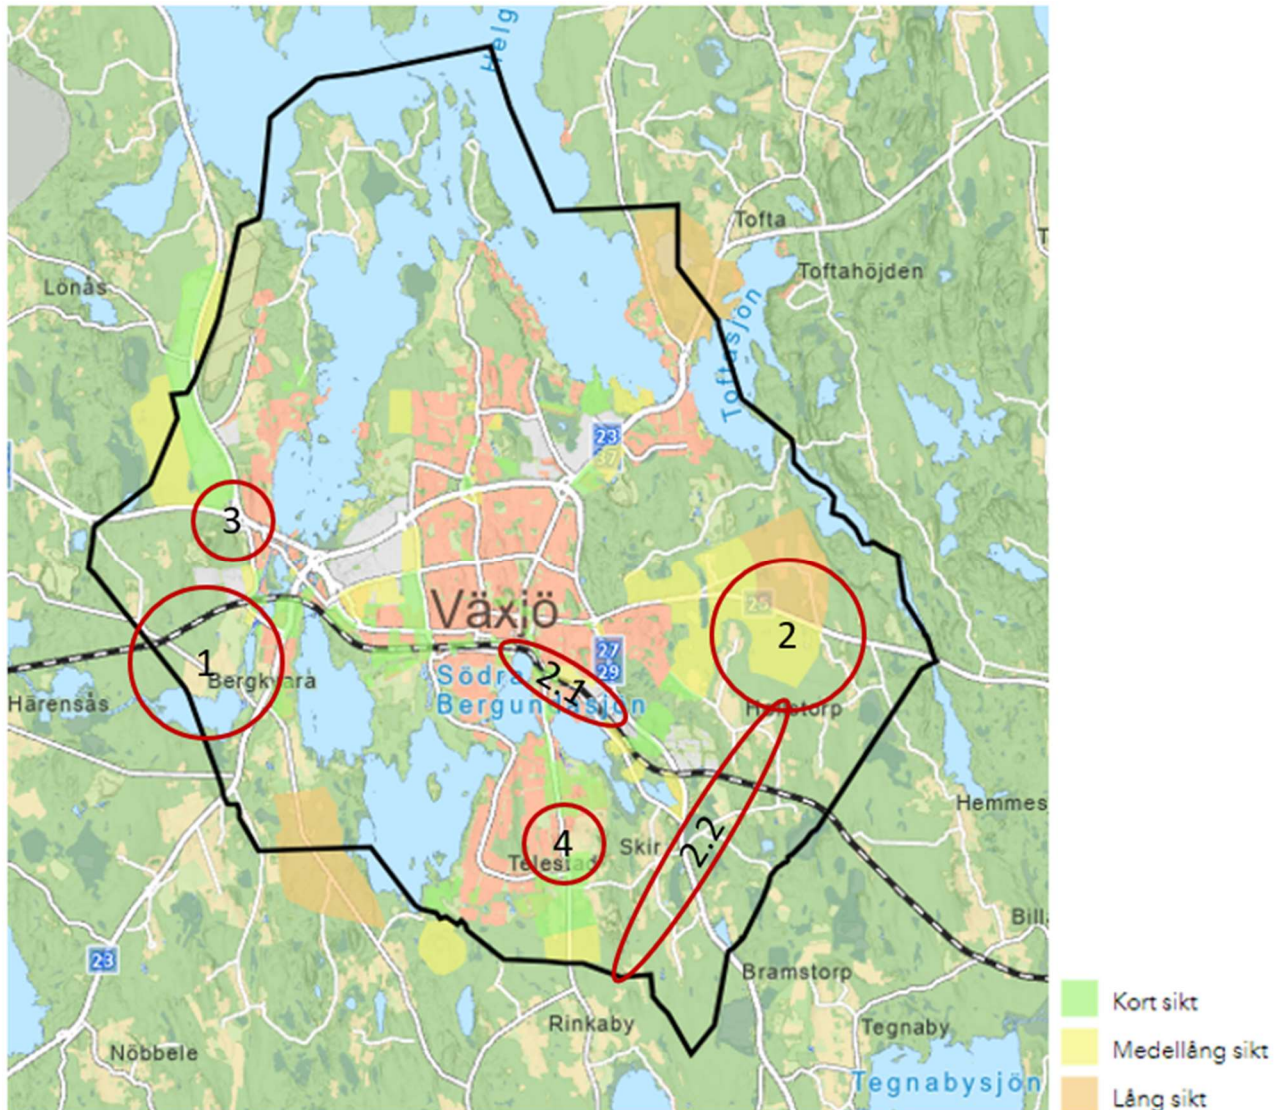 Helg
Tofta
Toftahöjden
T
Lönås
Toftasjön
23
37
3
Växjö
25
2
27
29
1
Bergkvara
2.1
Södra
Bergundasjön
Härensås
Hemmes
2.2
4
Skir
Telestad
23
Bill
Bramstorp
Rinkaby
Tegnaby
Nöbbele
Tegnabysjön
Kort sikt
Medellång sikt
Lång sikt